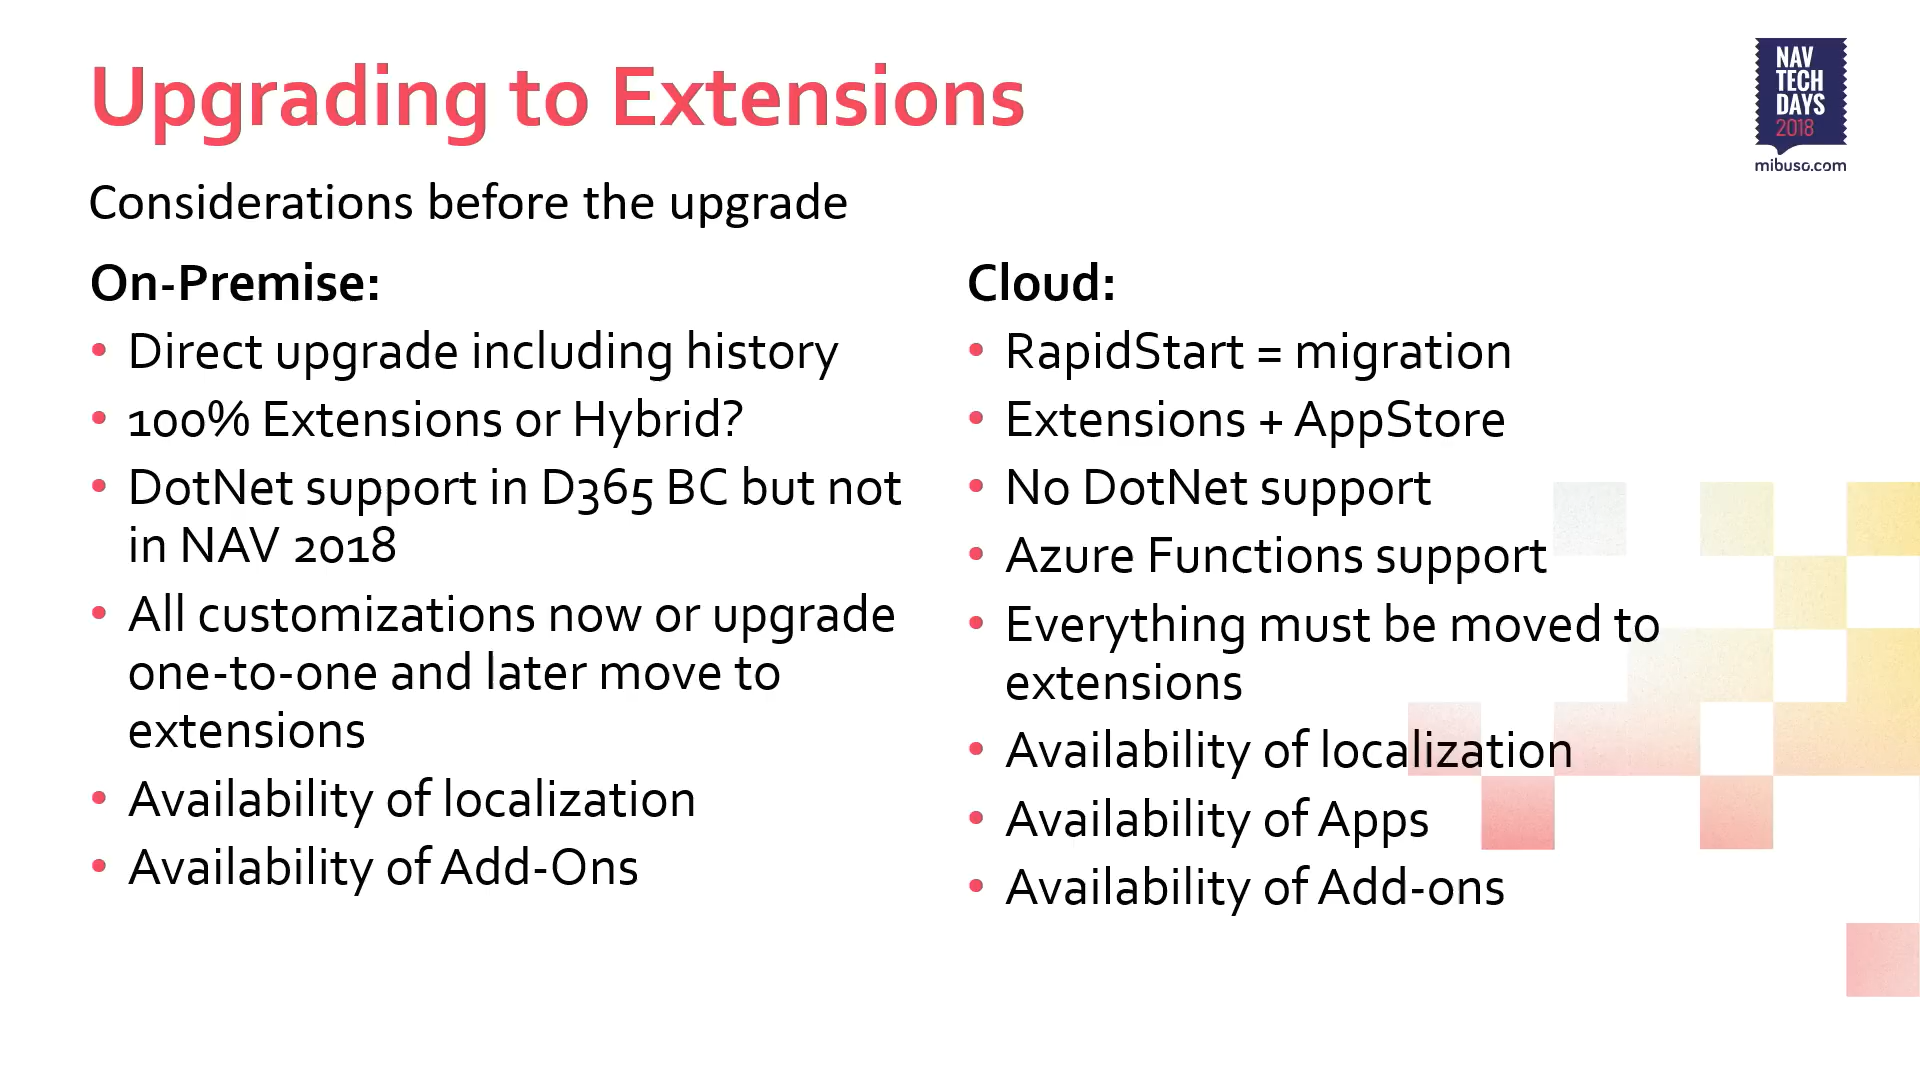 Upgrading to Extensions
NAV
TECH
DAYS
2018
mibuso.com
Considerations before the upgrade
On-Premise:
• Direct upgrade including history
• 100% Extensions or Hybrid?
• DotNet support in D365 BC but not
in NAV 2018
• All customizations now or upgrade
one-to-one and later move to
extensions
• Availability of localization
• Availability of Add-Ons
Cloud:
• RapidStart = migration
• Extensions + AppStore
• No DotNet support
• Azure Functions support
• Everything must be moved to
extensions
• Availability of localization
• Availability of Apps
• Availability of Add-ons